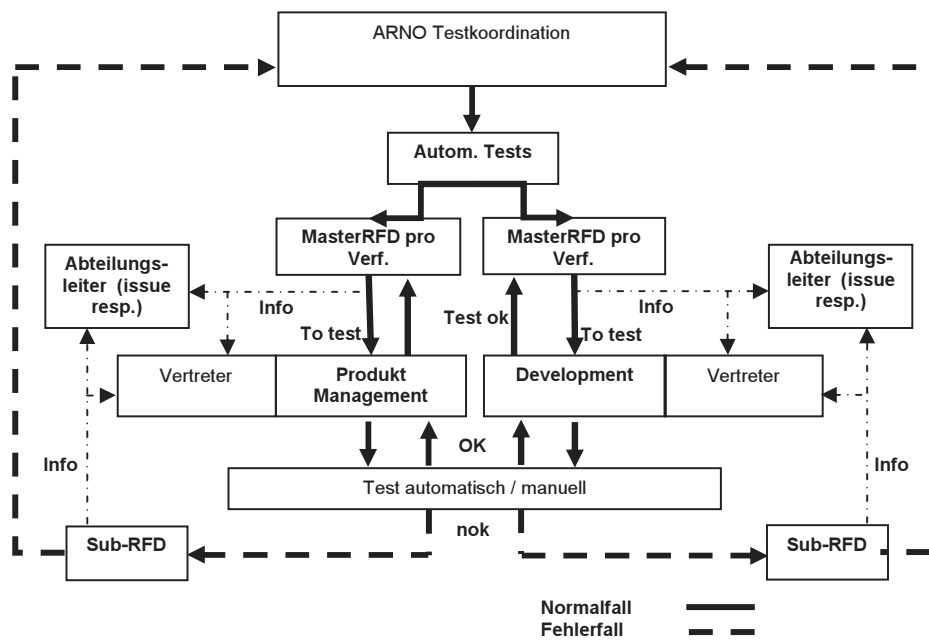 ARNO Testkoordination
Autom. Tests
MasterRFD pro
Verf.
MasterRFD pro
Verf.
Abteilungs-
leiter (issue
resp.)
Info
To test
Test ok
To test
Info
Abteilungs-
leiter (issue
resp.)
Vertreter
Produkt
Management
Development
Vertreter
Info
OK
Info
Test automatisch / manuell
nok
Sub-RFD
Sub-RFD
Normalfall
Fehlerfall